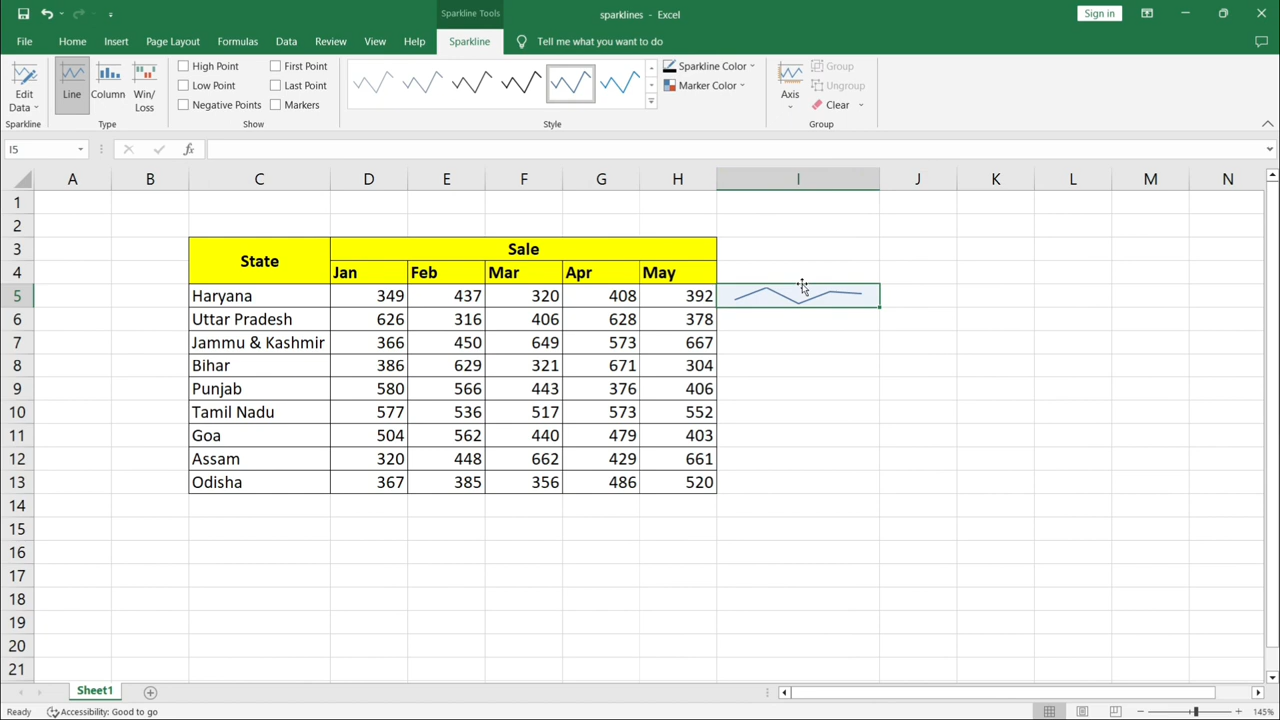 Sparkline Tools
sparklines - Excel
Sign in
File Home Insert Page Layout Formulas Data Review View Help Sparkline Tell me what you want to do
Edit Data
Line
Column
Win/
Loss
High Point
First Point
Low Point
Last Point
Negative Points
Markers
Sparkline Color
Marker Color
Axis
Group
Ungroup
Clear
Sparkline Type Show Style Group
I5
fx
A B C D E F G H I J K L M N
1
2
3 State Sale
4 Jan Feb Mar Apr May
5 Haryana 349 437 320 408 392
6 Uttar Pradesh 626 316 406 628 378
7 Jammu & Kashmir 366 450 649 573 667
8 Bihar 386 629 321 671 304
9 Punjab 580 566 443 376 406
10 Tamil Nadu 577 536 517 573 552
11 Goa 504 562 440 479 403
12 Assam 320 448 662 429 661
13 Odisha 367 385 356 486 520
14
15
16
17
18
19
20
21
Sheet1
Ready Accessibility: Good to go 145%